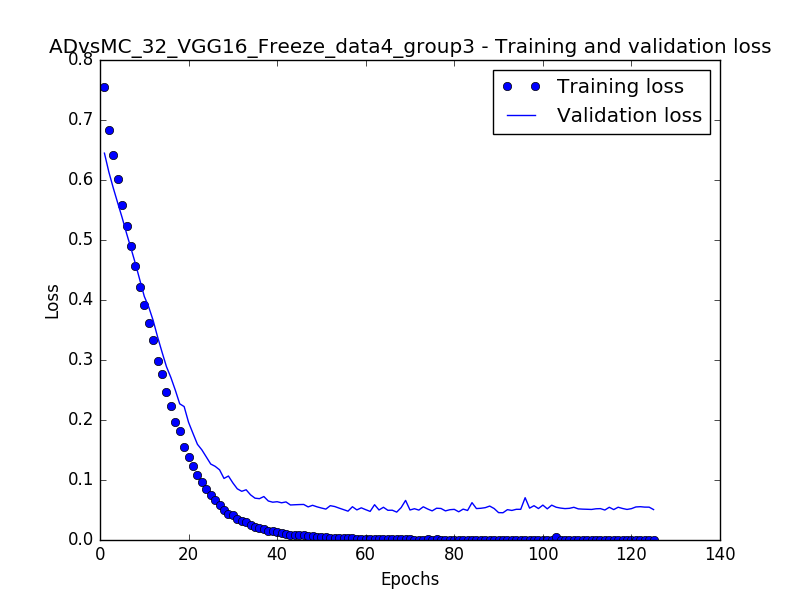 ADvsMC_32_VGG16_Freeze_data4_group3 - Training and validation loss
Training loss
Validation loss
0.8
0.7
0.6
0.5
0.4
0.3
0.2
0.1
0.0
Loss
0 20 40 60 80 100 120 140
Epochs